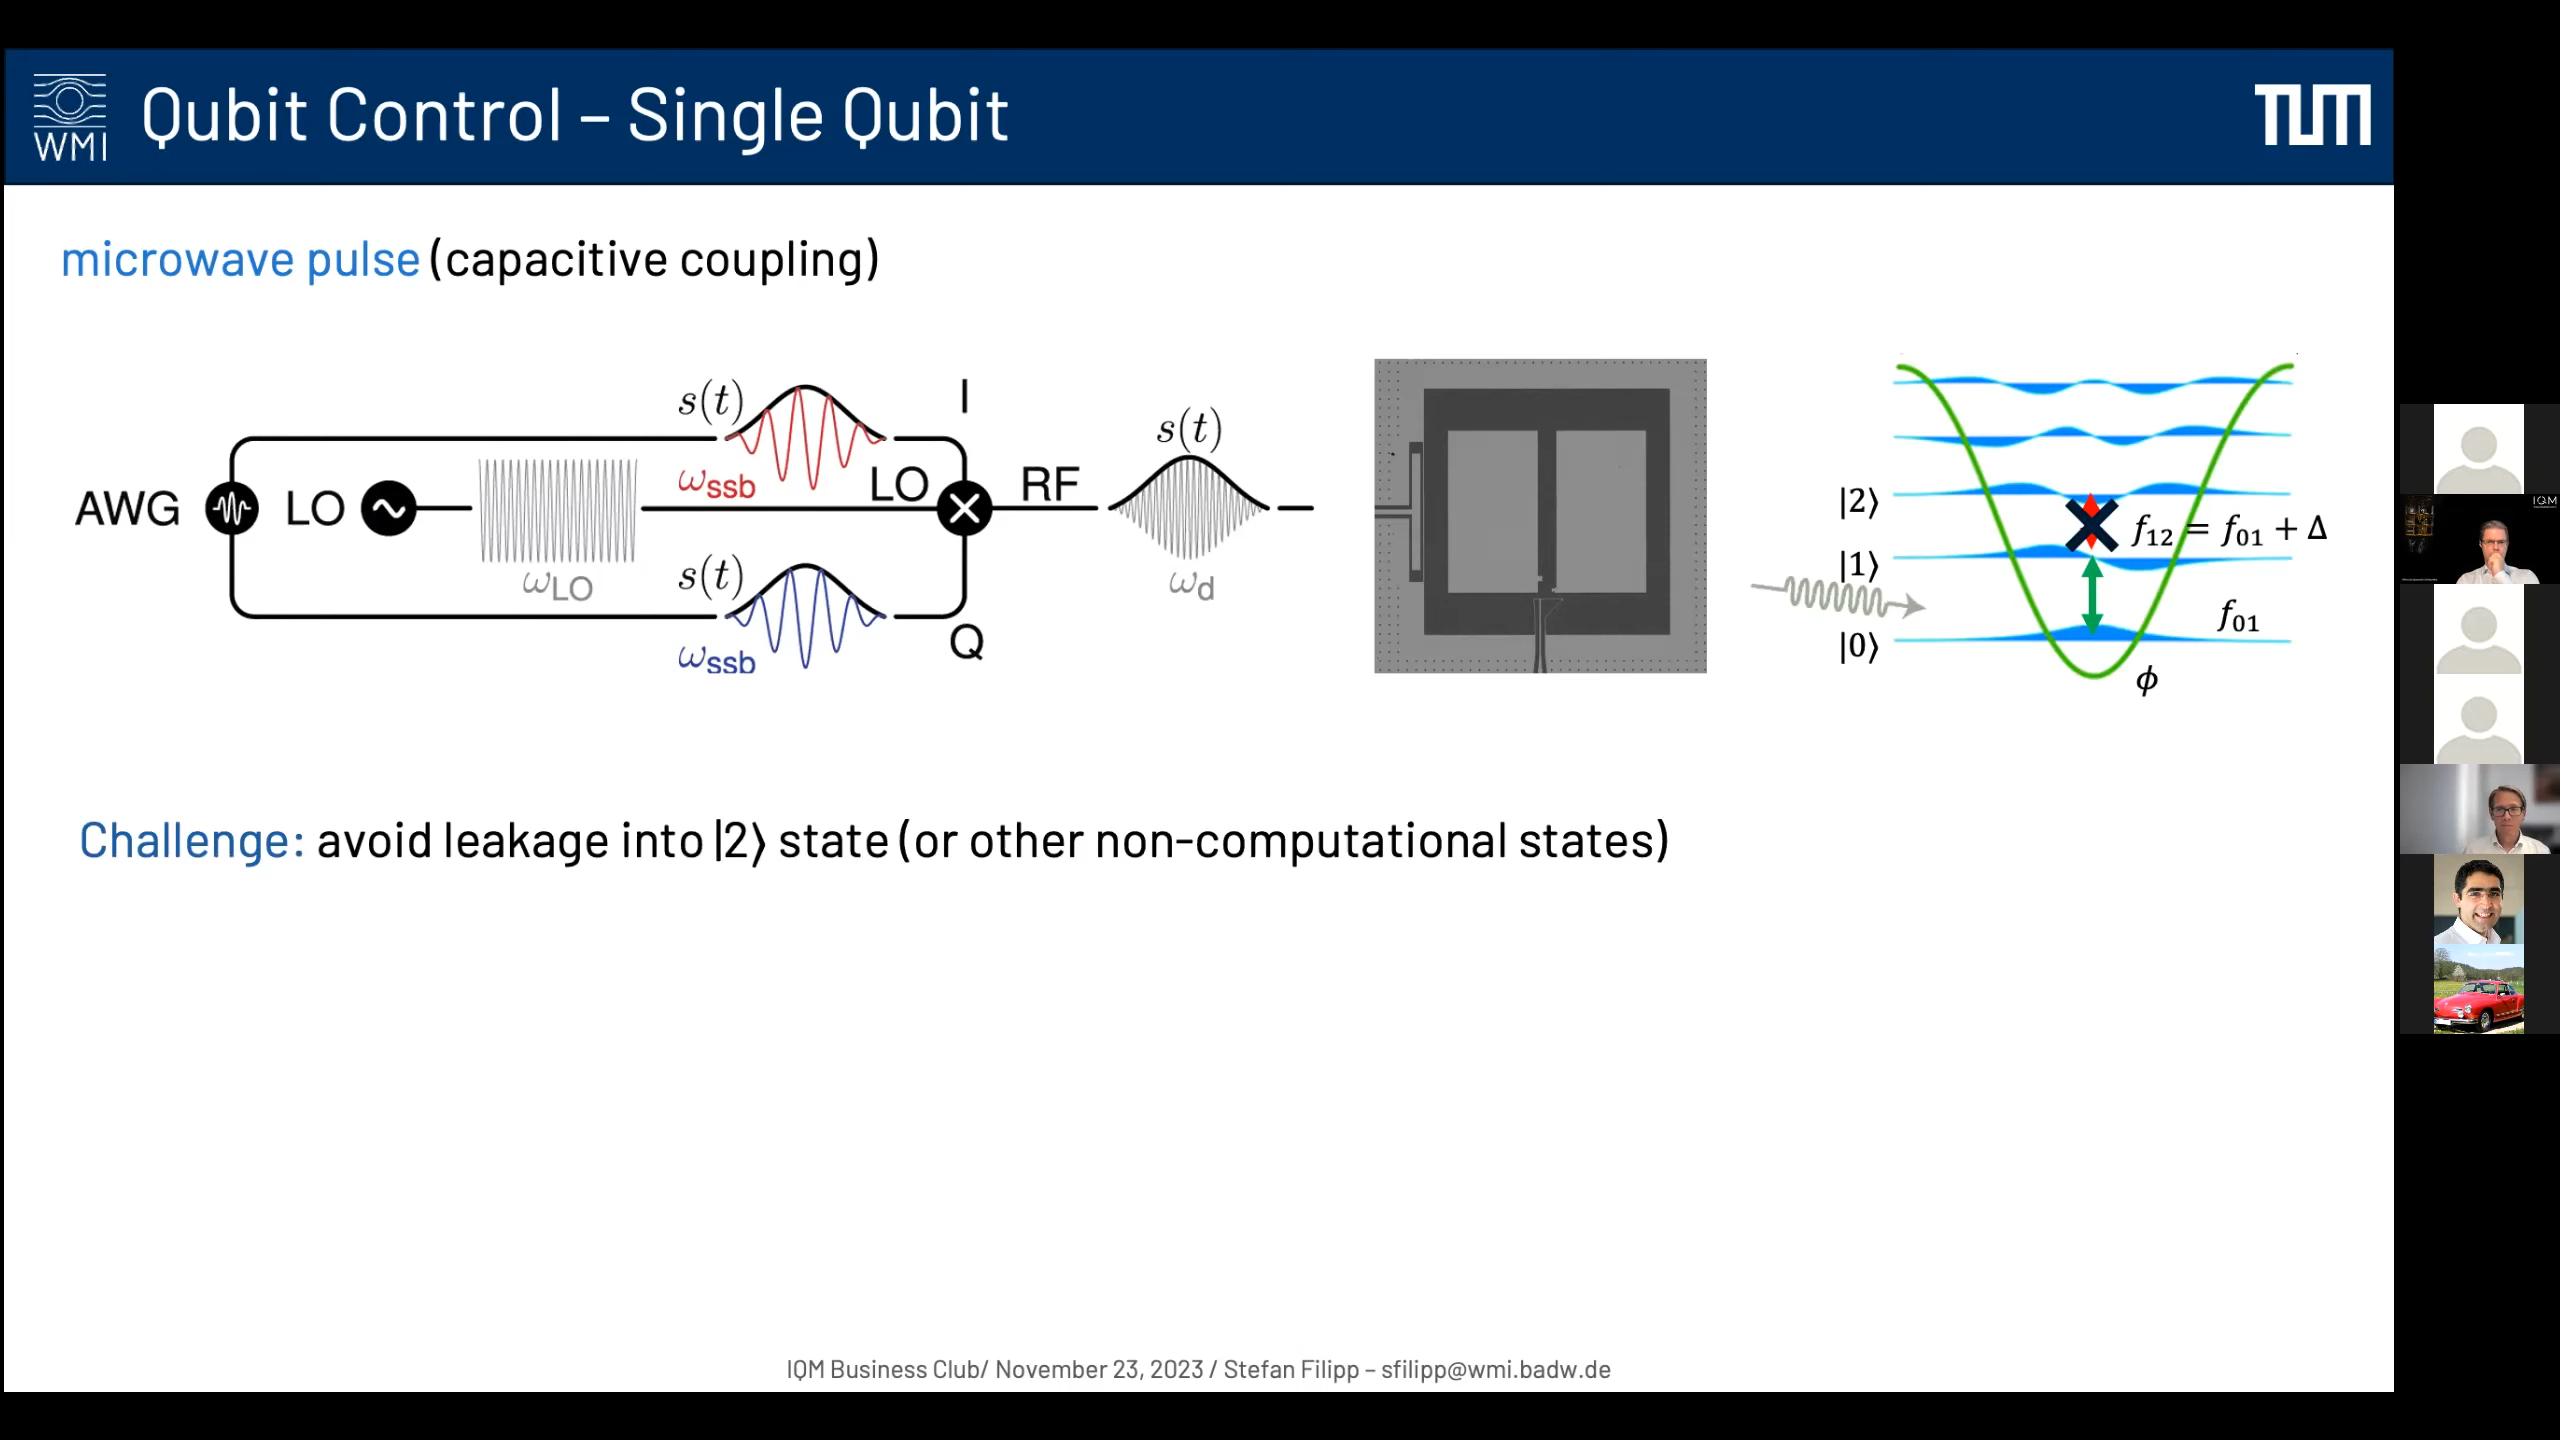 WMI
Qubit Control – Single Qubit
TUM
microwave pulse (capacitive coupling)
s(t)
I
s(t)
ωssb
LO
RF
AWG
LO
ωLO
s(t)
ωd
ωssb
Q
|2⟩
f₁₂ = f₀₁ + Δ
|1⟩
f₀₁
|0⟩
ϕ
Challenge: avoid leakage into |2⟩ state (or other non-computational states)
IQM Business Club/ November 23, 2023 / Stefan Filipp – sfilipp@wmi.badw.de
IQM